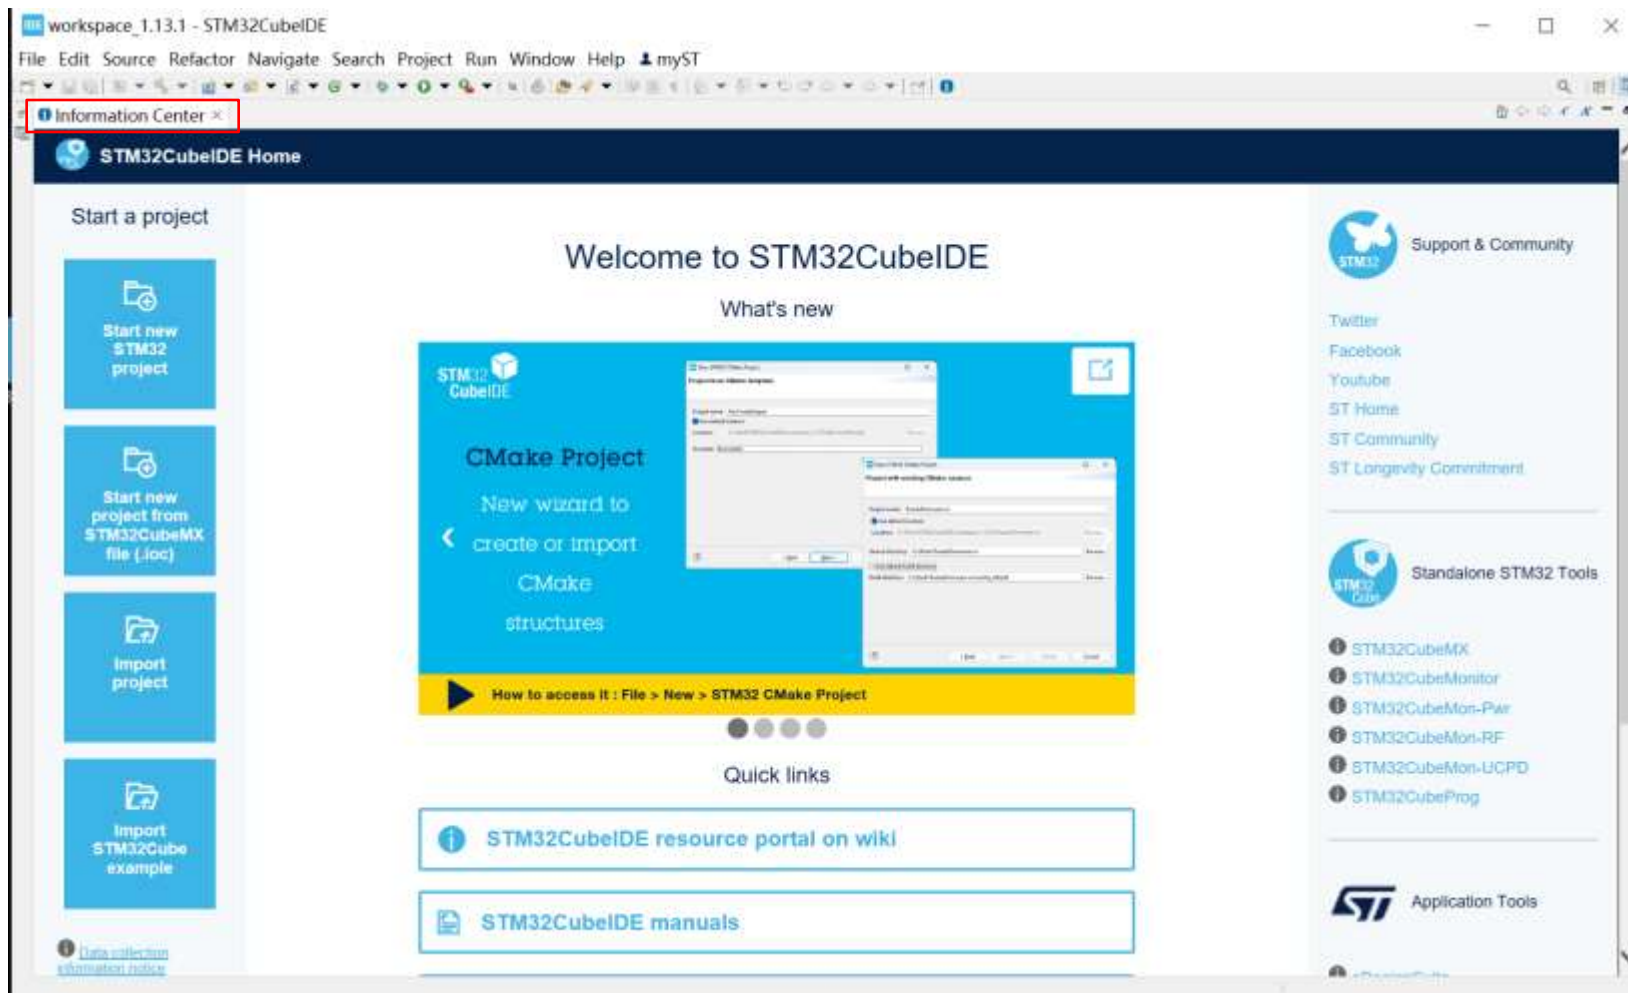 IDE workspace_1.13.1 - STM32CubeIDE
File Edit Source Refactor Navigate Search Project Run Window Help myST
Information Center
STM32CubeIDE Home
Start a project
Start new
STM32
project
Start new
project from
STM32CubeMX
file (.ioc)
Import
project
Import
STM32Cube
example
Data collection
information notice
Welcome to STM32CubeIDE
What's new
STM32
CubeIDE
CMake Project
New wizard to
create or import
CMake
structures
How to access it : File > New > STM32 CMake Project
Quick links
STM32CubeIDE resource portal on wiki
STM32CubeIDE manuals
STM32
Support & Community
Twitter
Facebook
Youtube
ST Home
ST Community
ST Longevity Commitment
STM32
Cube
Standalone STM32 Tools
STM32CubeMX
STM32CubeMonitor
STM32CubeMon-Pwr
STM32CubeMon-RF
STM32CubeMon-UCPD
STM32CubeProg
ST
Application Tools